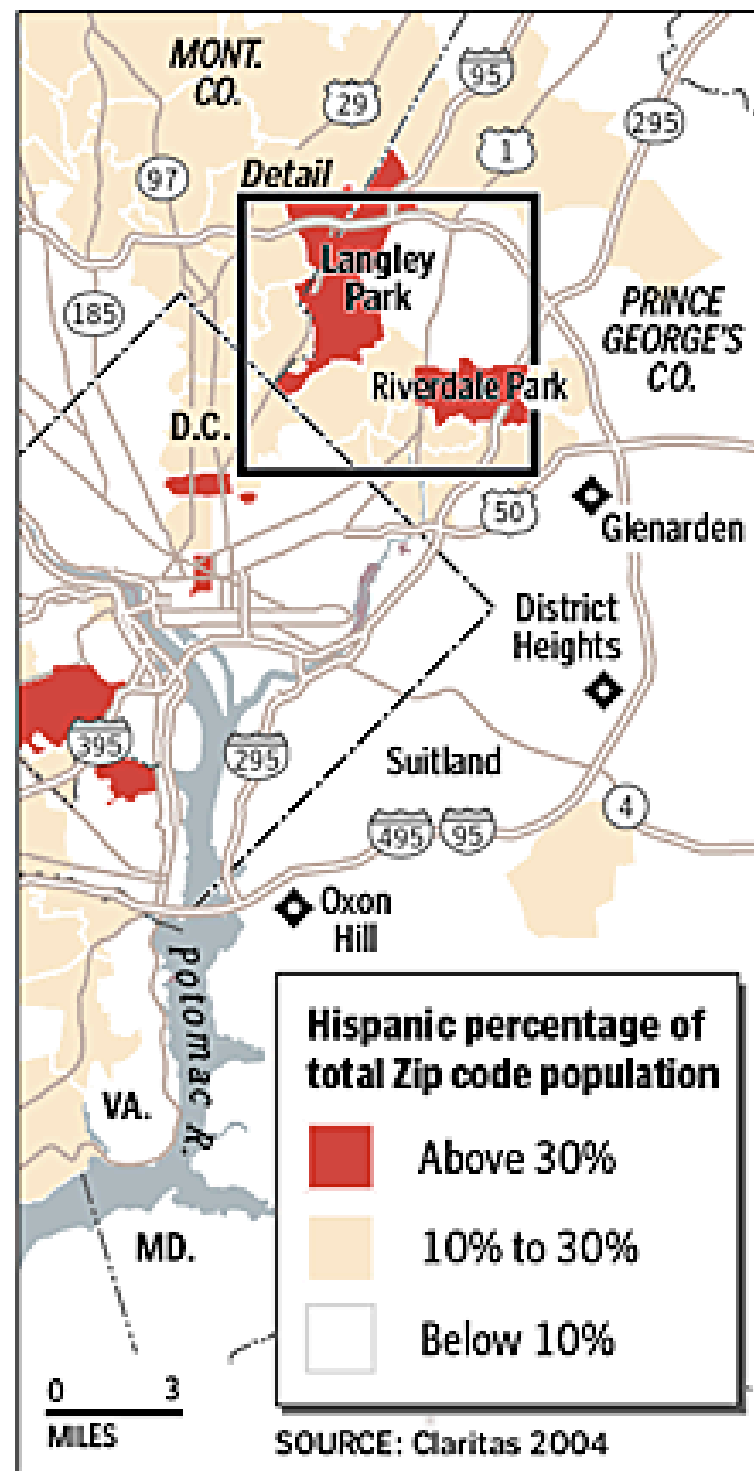 MONT.
CO.
95
29
295
1
97
Detail
Langley
Park
185
PRINCE
GEORGE'S
CO.
Riverdale Park
D.C.
50
Glenarden
District
Heights
395
295
Suitland
4
495
95
Oxon
Hill
Potomac R.
Hispanic percentage of
total Zip code population
VA.
Above 30%
10% to 30%
MD.
Below 10%
0 3
MILES
SOURCE: Claritas 2004